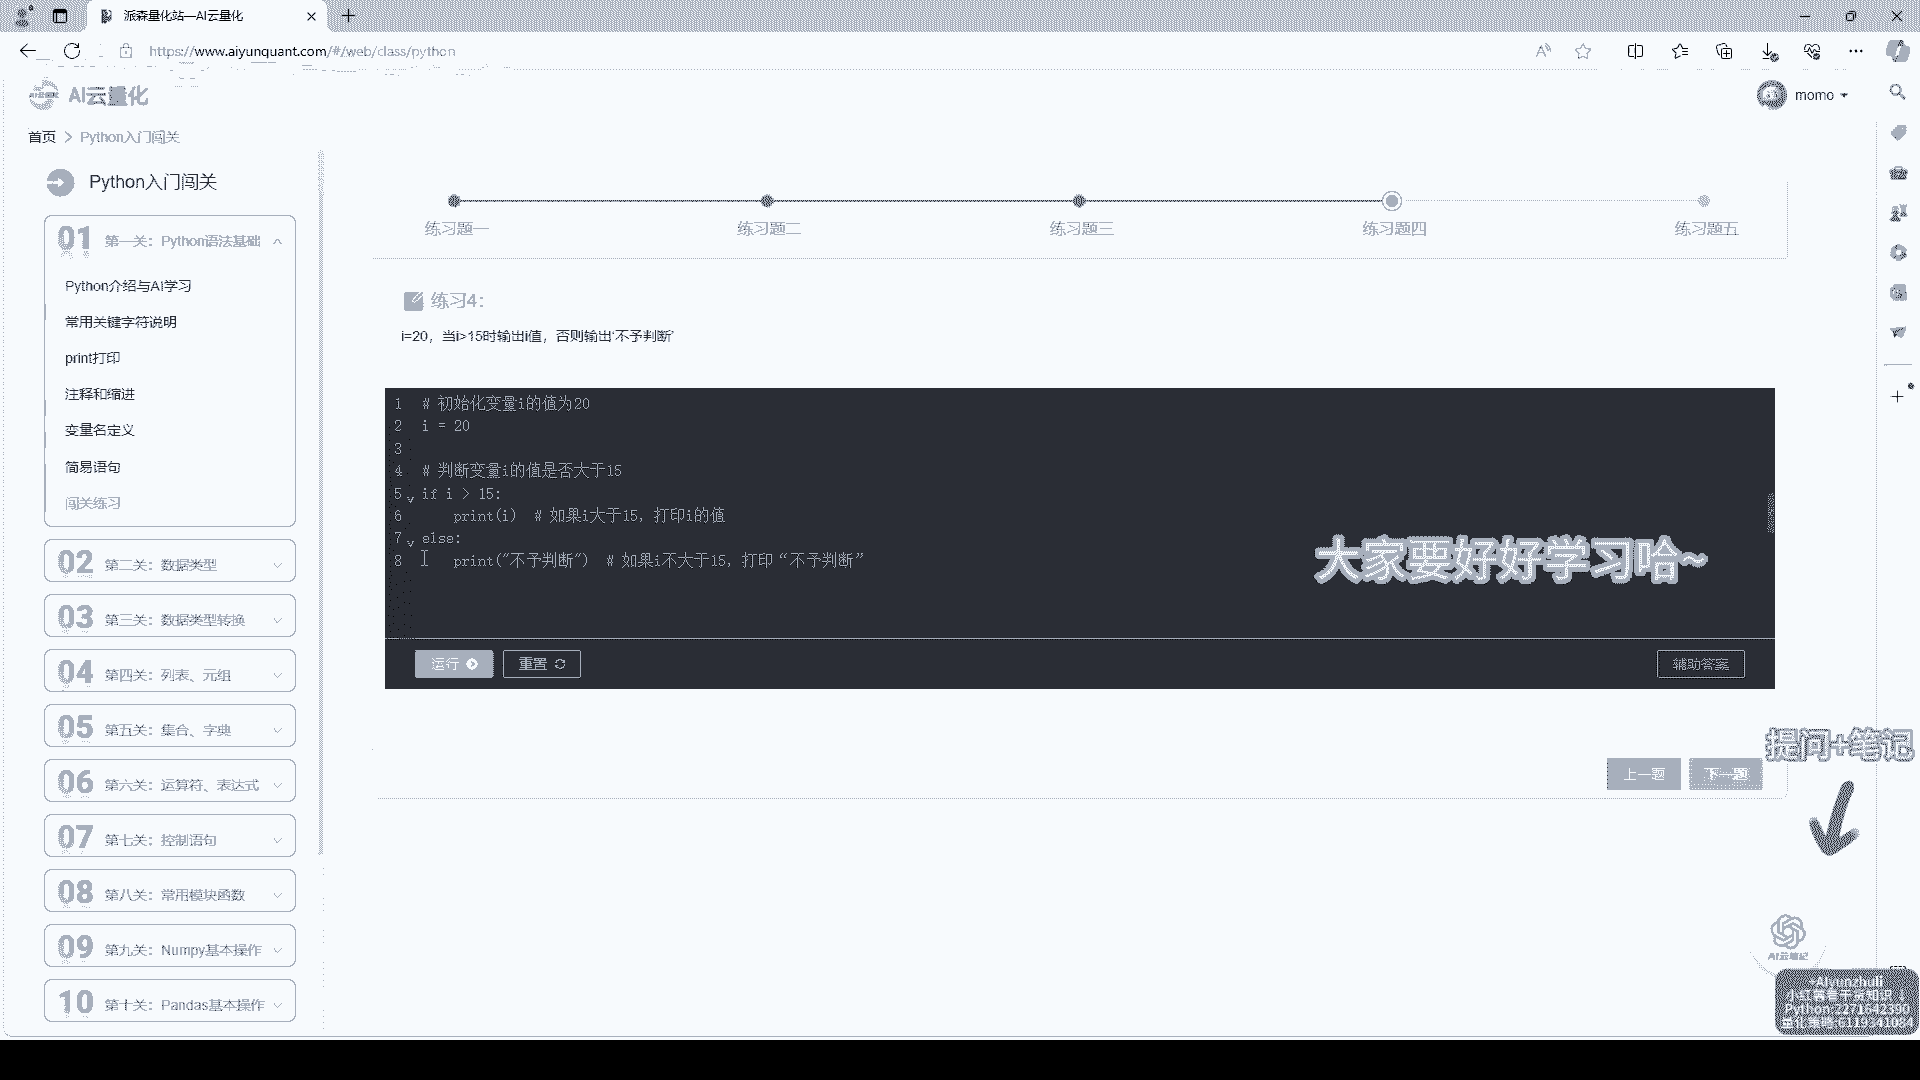 派森量化站—AI云量化
https://www.aiyunquant.com/#/web/class/python
AI云量化
momo
首页 > Python入门闯关
Python入门闯关
01 第一关：Python语法基础
Python介绍与AI学习
常用关键字符说明
print打印
注释和缩进
变量名定义
简易语句
闯关练习
02 第二关：数据类型
03 第三关：数据类型转换
04 第四关：列表、元组
05 第五关：集合、字典
06 第六关：运算符、表达式
07 第七关：控制语句
08 第八关：常用模块函数
09 第九关：Numpy基本操作
10 第十关：Pandas基本操作
练习题一
练习题二
练习题三
练习题四
练习题五
练习4：
i=20，当i>15时输出i值，否则输出'不予判断'
1 # 初始化变量i的值为20
2 i = 20
3
4 # 判断变量i的值是否大于15
5 if i > 15:
6 print(i) # 如果i大于15，打印i的值
7 else:
8 print("不予判断") # 如果i不大于15，打印“不予判断”
大家要好好学习哈~
运行
重置
辅助答案
提问+笔记
上一题
下一题
AI云笔记
+Aiyunzhuli